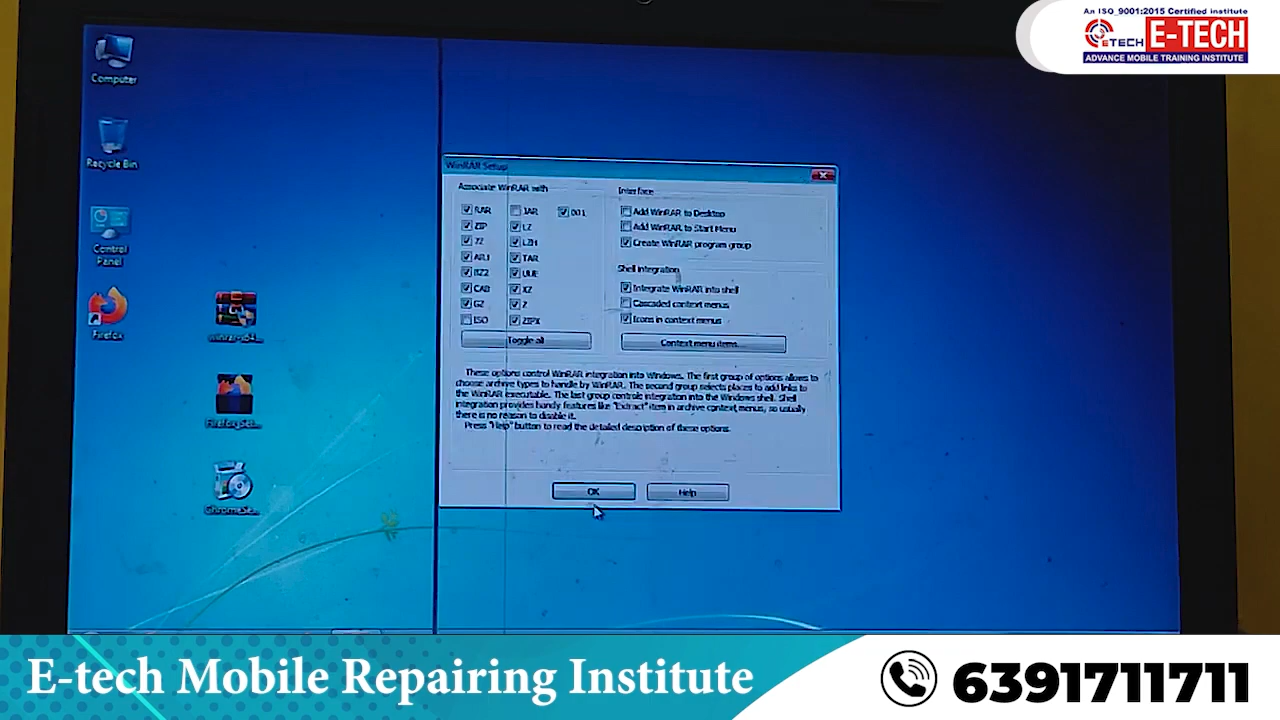 An ISO 9001:2015 Certified institute
ETECH E-TECH
ADVANCE MOBILE TRAINING INSTITUTE
Computer
Recycle Bin
Control
Panel
Firefox
winrar-x64...
FirefoxSet...
ChromeSe...
WinRAR Setup
Associate WinRAR with
RAR
ZIP
7Z
ARJ
BZ2
CAB
GZ
ISO
JAR
LZ
LZH
TAR
UUE
XZ
Z
ZIPX
001
Toggle all
Interface
Add WinRAR to Desktop
Add WinRAR to Start Menu
Create WinRAR program group
Shell integration
Integrate WinRAR into shell
Cascaded context menus
Icons in context menus
Context menu items...
These options control WinRAR integration into Windows. The first group of options allows to
choose archive types to handle by WinRAR. The second group selects places to add links to
the WinRAR executable. The last group controls integration into the Windows shell. Shell
integration provides handy features like "Extract" item in archive context menus, so usually
there is no reason to disable it.
Press "Help" button to read the detailed description of these options.
OK
Help
E-tech Mobile Repairing Institute
6391711711